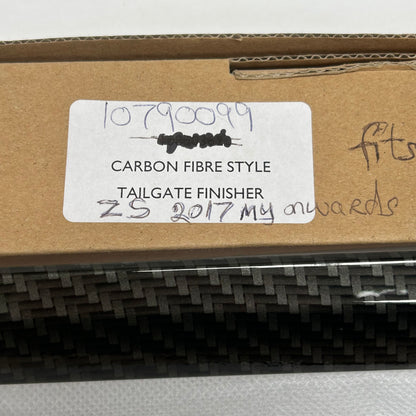 10790099
CARBON FIBRE STYLE
TAILGATE FINISHER
fits
ZS 2017 My onwards